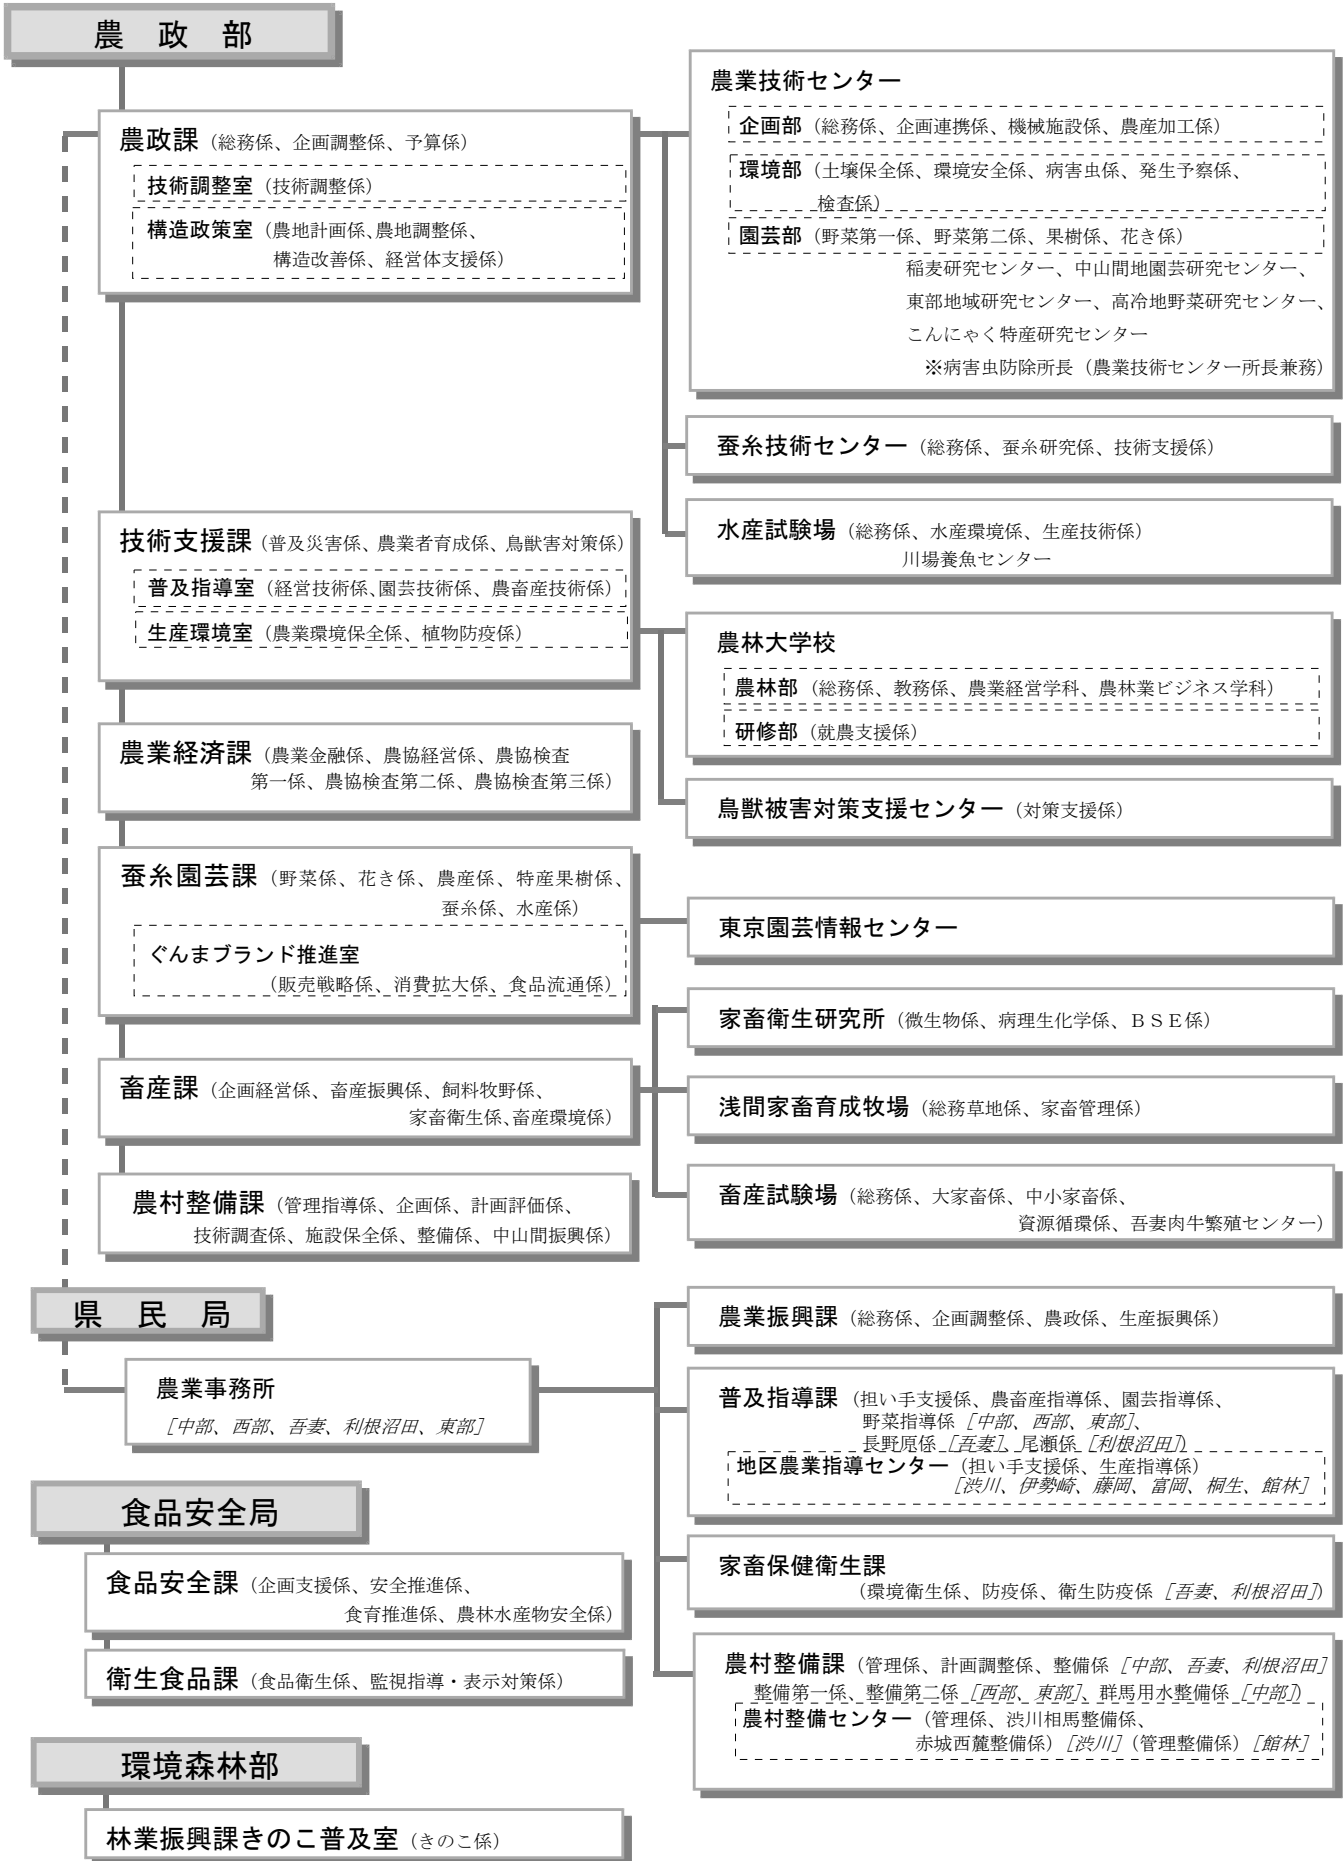 農　政　部
農政課（総務係、企画調整係、予算係）
技術調整室（技術調整係）
構造政策室（農地計画係、農地調整係、
構造改善係、経営体支援係）
技術支援課（普及災害係、農業者育成係、鳥獣害対策係）
普及指導室（経営技術係、園芸技術係、農畜産技術係）
生産環境室（農業環境保全係、植物防疫係）
農業経済課（農業金融係、農協経営係、農協検査
第一係、農協検査第二係、農協検査第三係）
蚕糸園芸課（野菜係、花き係、農産係、特産果樹係、
蚕糸係、水産係）
ぐんまブランド推進室
（販売戦略係、消費拡大係、食品流通係）
畜産課（企画経営係、畜産振興係、飼料牧野係、
家畜衛生係、畜産環境係）
農村整備課（管理指導係、企画係、計画評価係、
技術調査係、施設保全係、整備係、中山間振興係）
農業技術センター
企画部（総務係、企画連携係、機械施設係、農産加工係）
環境部（土壌保全係、環境安全係、病害虫係、発生予察係、
検査係）
園芸部（野菜第一係、野菜第二係、果樹係、花き係）
稲麦研究センター、中山間地園芸研究センター、
東部地域研究センター、高冷地野菜研究センター、
こんにゃく特産研究センター
※病害虫防除所長（農業技術センター所長兼務）
蚕糸技術センター（総務係、蚕糸研究係、技術支援係）
水産試験場（総務係、水産環境係、生産技術係）
川場養魚センター
農林大学校
農林部（総務係、教務係、農業経営学科、農林業ビジネス学科）
研修部（就農支援係）
鳥獣被害対策支援センター（対策支援係）
東京園芸情報センター
家畜衛生研究所（微生物係、病理生化学係、ＢＳＥ係）
浅間家畜育成牧場（総務草地係、家畜管理係）
畜産試験場（総務係、大家畜係、中小家畜係、
資源循環係、吾妻肉牛繁殖センター）
県　民　局
農業事務所
［中部、西部、吾妻、利根沼田、東部］
農業振興課（総務係、企画調整係、農政係、生産振興係）
普及指導課（担い手支援係、農畜産指導係、園芸指導係、
野菜指導係［中部、西部、東部］、
長野原係［吾妻］、尾瀬係［利根沼田］）
地区農業指導センター（担い手支援係、生産指導係）
［渋川、伊勢崎、藤岡、富岡、桐生、館林］
家畜保健衛生課
（環境衛生係、防疫係、衛生防疫係［吾妻、利根沼田］）
農村整備課（管理係、計画調整係、整備係［中部、吾妻、利根沼田］
整備第一係、整備第二係［西部、東部］、群馬用水整備係［中部］）
農村整備センター（管理係、渋川相馬整備係、
赤城西麓整備係）［渋川］（管理整備係）［館林］
食品安全局
食品安全課（企画支援係、安全推進係、
食育推進係、農林水産物安全係）
衛生食品課（食品衛生係、監視指導・表示対策係）
環境森林部
林業振興課きのこ普及室（きのこ係）